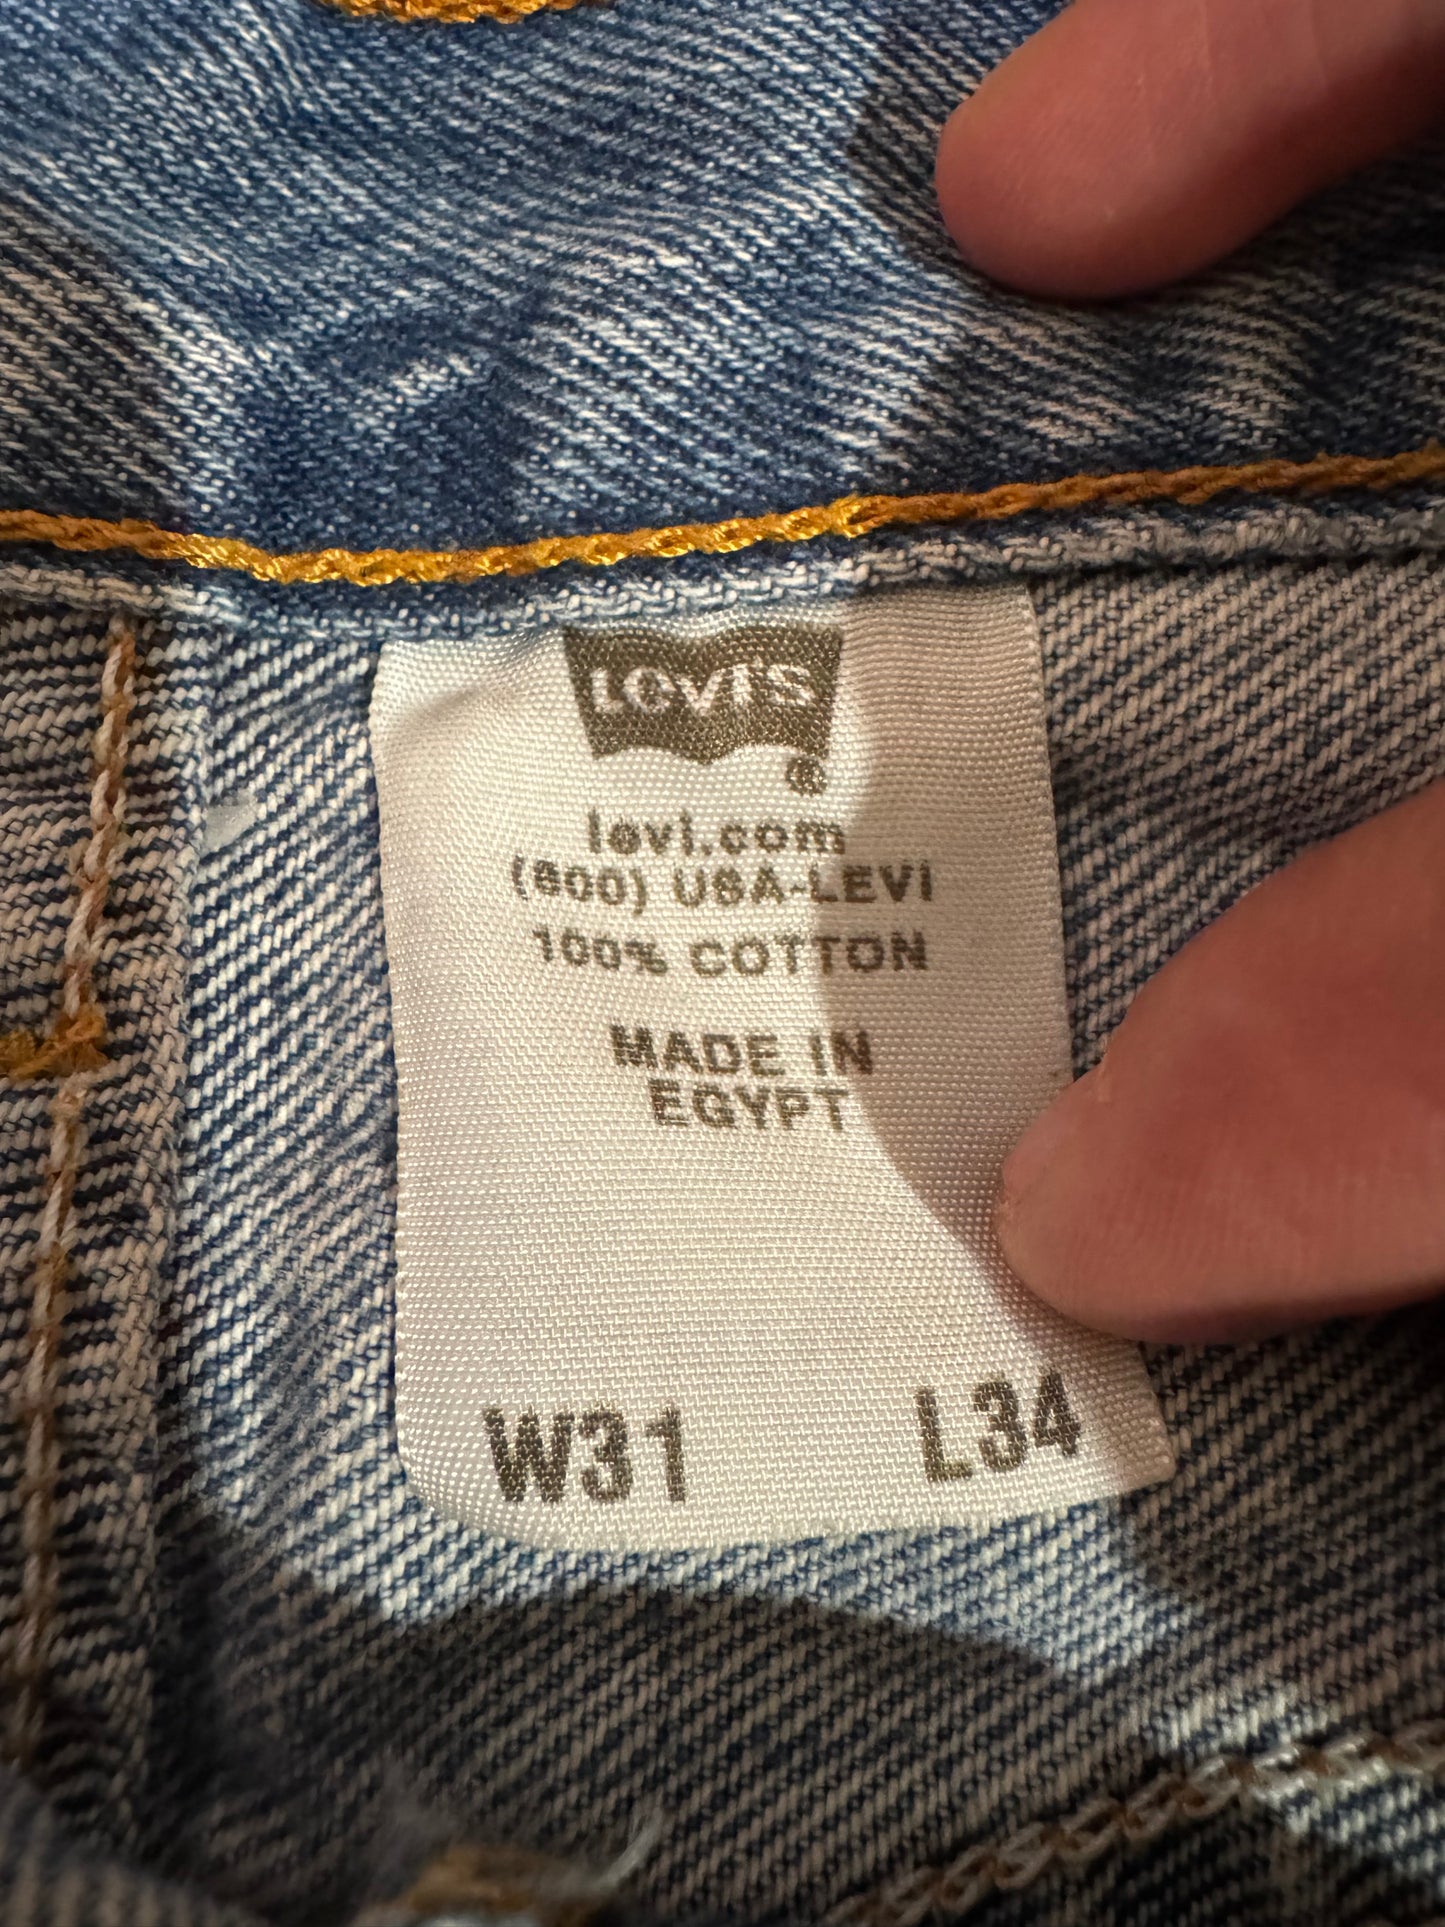 LEVI'S
®
levi.com
(800) USA-LEVI
100% COTTON
MADE IN
EGYPT
W31 L34